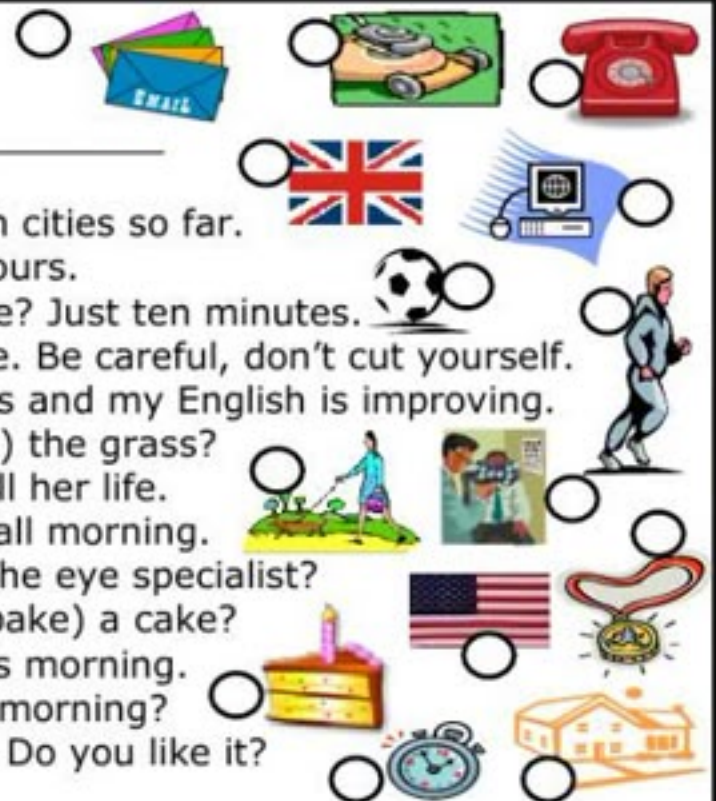 EMAIL
cities so far.
ours.
e? Just ten minutes.
e. Be careful, don't cut yourself.
s and my English is improving.
) the grass?
ll her life.
all morning.
he eye specialist?
bake) a cake?
s morning.
morning?
Do you like it?